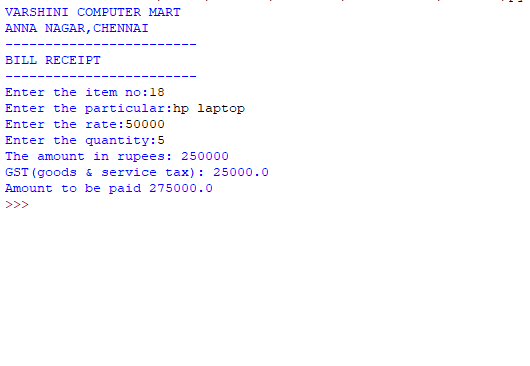 VARSHINI COMPUTER MART
ANNA NAGAR,CHENNAI
------------------------
BILL RECEIPT
------------------------
Enter the item no:18
Enter the particular:hp laptop
Enter the rate:50000
Enter the quantity:5
The amount in rupees: 250000
GST(goods & service tax): 25000.0
Amount to be paid 275000.0
>>>